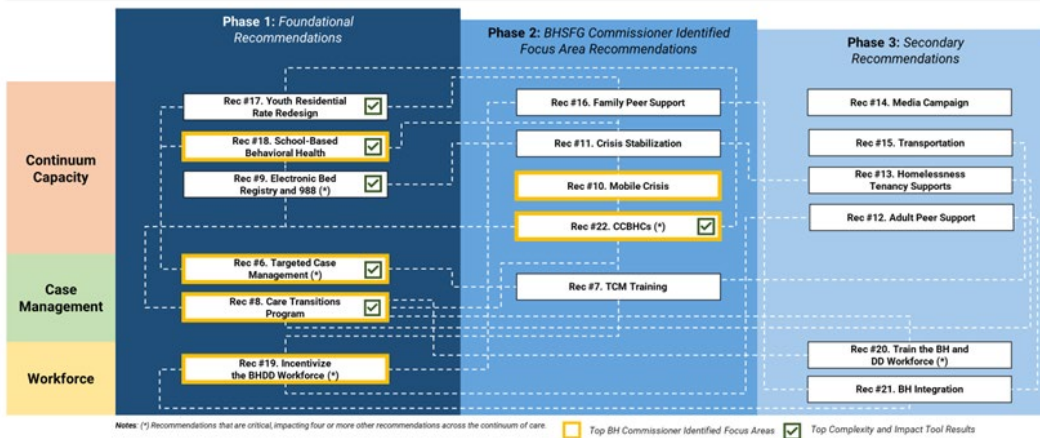 Phase 1: Foundational
Recommendations
Phase 2: BHSFG Commissioner Identified
Focus Area Recommendations
Phase 3: Secondary
Recommendations
Continuum
Capacity
Rec #17. Youth Residential
Rate Redesign
Rec #18. School-Based
Behavioral Health
Rec #9. Electronic Bed
Registry and 988 (*)
Rec #16. Family Peer Support
Rec #11. Crisis Stabilization
Rec #10. Mobile Crisis
Rec #22. CCBHCs (*)
Rec #14. Media Campaign
Rec #15. Transportation
Rec #13. Homelessness
Tenancy Supports
Rec #12. Adult Peer Support
Case
Management
Rec #6. Targeted Case
Management (*)
Rec #8. Care Transitions
Program
Rec #7. TCM Training
Workforce
Rec #19. Incentivize
the BHDD Workforce (*)
Rec #20. Train the BH and
DD Workforce (*)
Rec #21. BH Integration
Notes: (*) Recommendations that are critical, impacting four or more other recommendations across the continuum of care.
Top BH Commissioner Identified Focus Areas
Top Complexity and Impact Tool Results